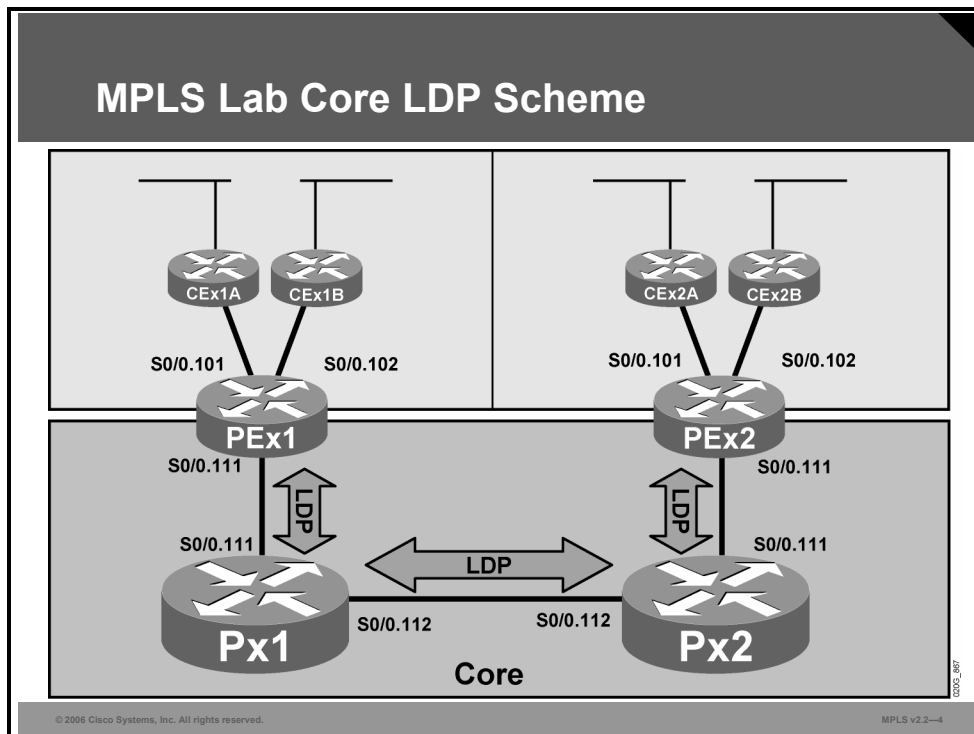 MPLS Lab Core LDP Scheme
CEx1A
CEx1B
CEx2A
CEx2B
S0/0.101
S0/0.102
S0/0.101
S0/0.102
PEx1
PEx2
S0/0.111
S0/0.111
LDP
LDP
S0/0.111
S0/0.111
LDP
S0/0.112
S0/0.112
Px1
Px2
Core
020G_867
© 2006 Cisco Systems, Inc. All rights reserved.
MPLS v2.2—4